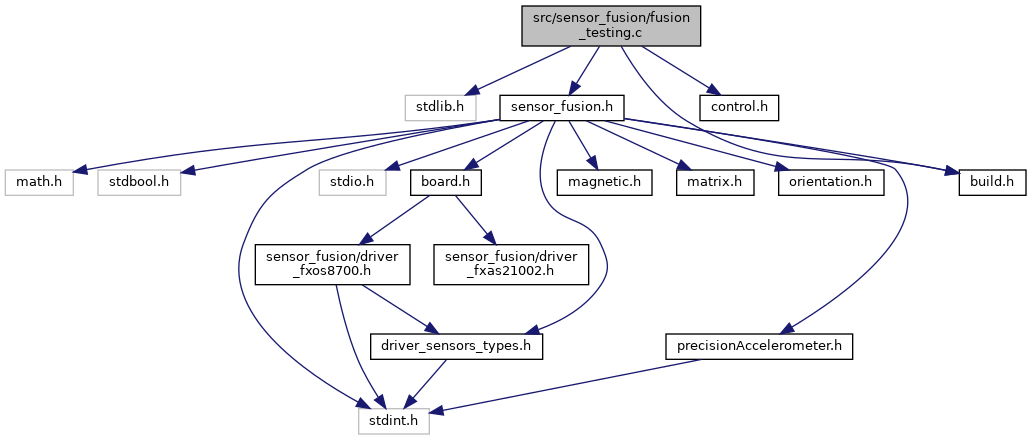 src/sensor_fusion/fusion
_testing.c
stdlib.h
sensor_fusion.h
control.h
math.h
stdbool.h
stdio.h
board.h
magnetic.h
matrix.h
orientation.h
build.h
sensor_fusion/driver
_fxos8700.h
sensor_fusion/driver
_fxas21002.h
driver_sensors_types.h
precisionAccelerometer.h
stdint.h